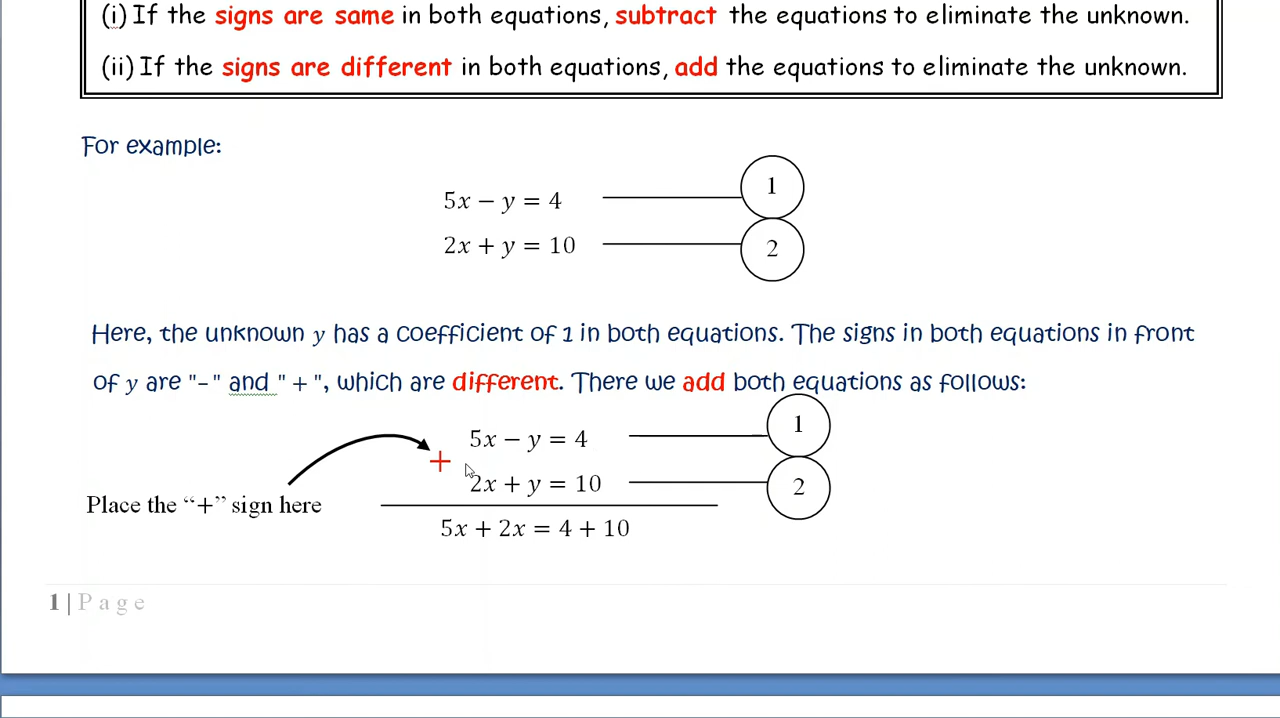 (i) If the signs are same in both equations, subtract the equations to eliminate the unknown.
(ii) If the signs are different in both equations, add the equations to eliminate the unknown.
For example:
5x − y = 4 1
2x + y = 10 2
Here, the unknown y has a coefficient of 1 in both equations. The signs in both equations in front
of y are "-" and " + ", which are different. There we add both equations as follows:
5x − y = 4 1
+
2x + y = 10 2
Place the “+” sign here
5x + 2x = 4 + 10
1 | Page